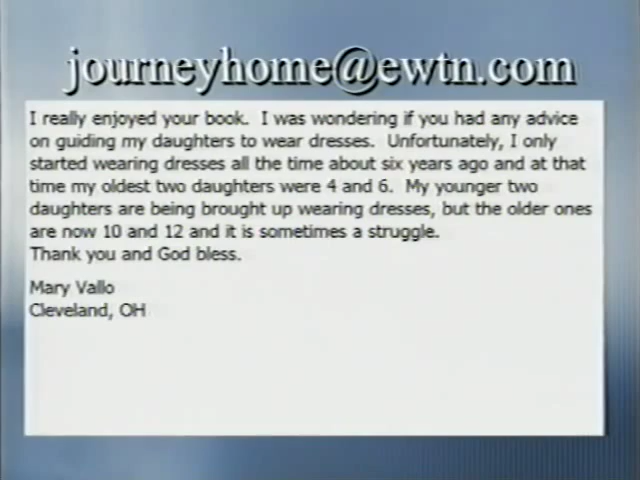 journeyhome@ewtn.com
I really enjoyed your book.  I was wondering if you had any advice
on guiding my daughters to wear dresses.  Unfortunately, I only
started wearing dresses all the time about six years ago and at that
time my oldest two daughters were 4 and 6.  My younger two
daughters are being brought up wearing dresses, but the older ones
are now 10 and 12 and it is sometimes a struggle.
Thank you and God bless.
Mary Vallo
Cleveland, OH